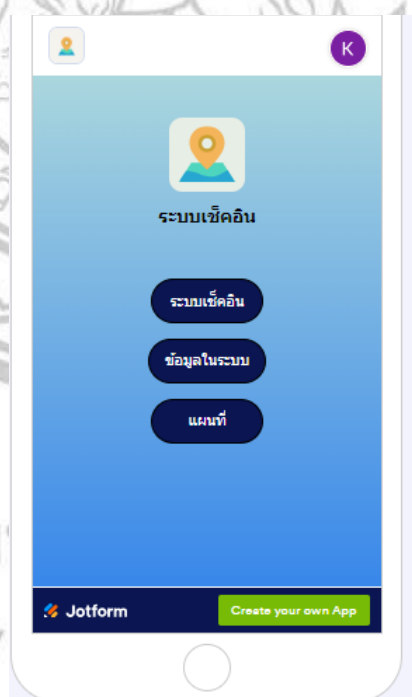 K
ระบบเช็คอิน
ระบบเช็คอิน
ข้อมูลในระบบ
แผนที่
Jotform
Create your own App